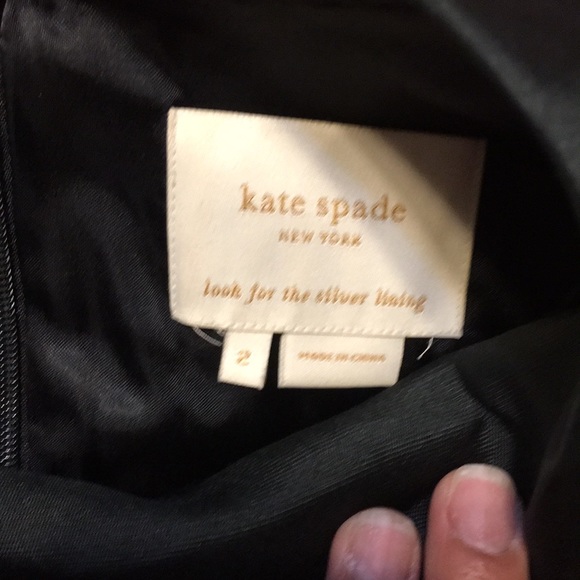 kate spade
NEW YORK
look for the silver lining
2
MADE IN CHINA